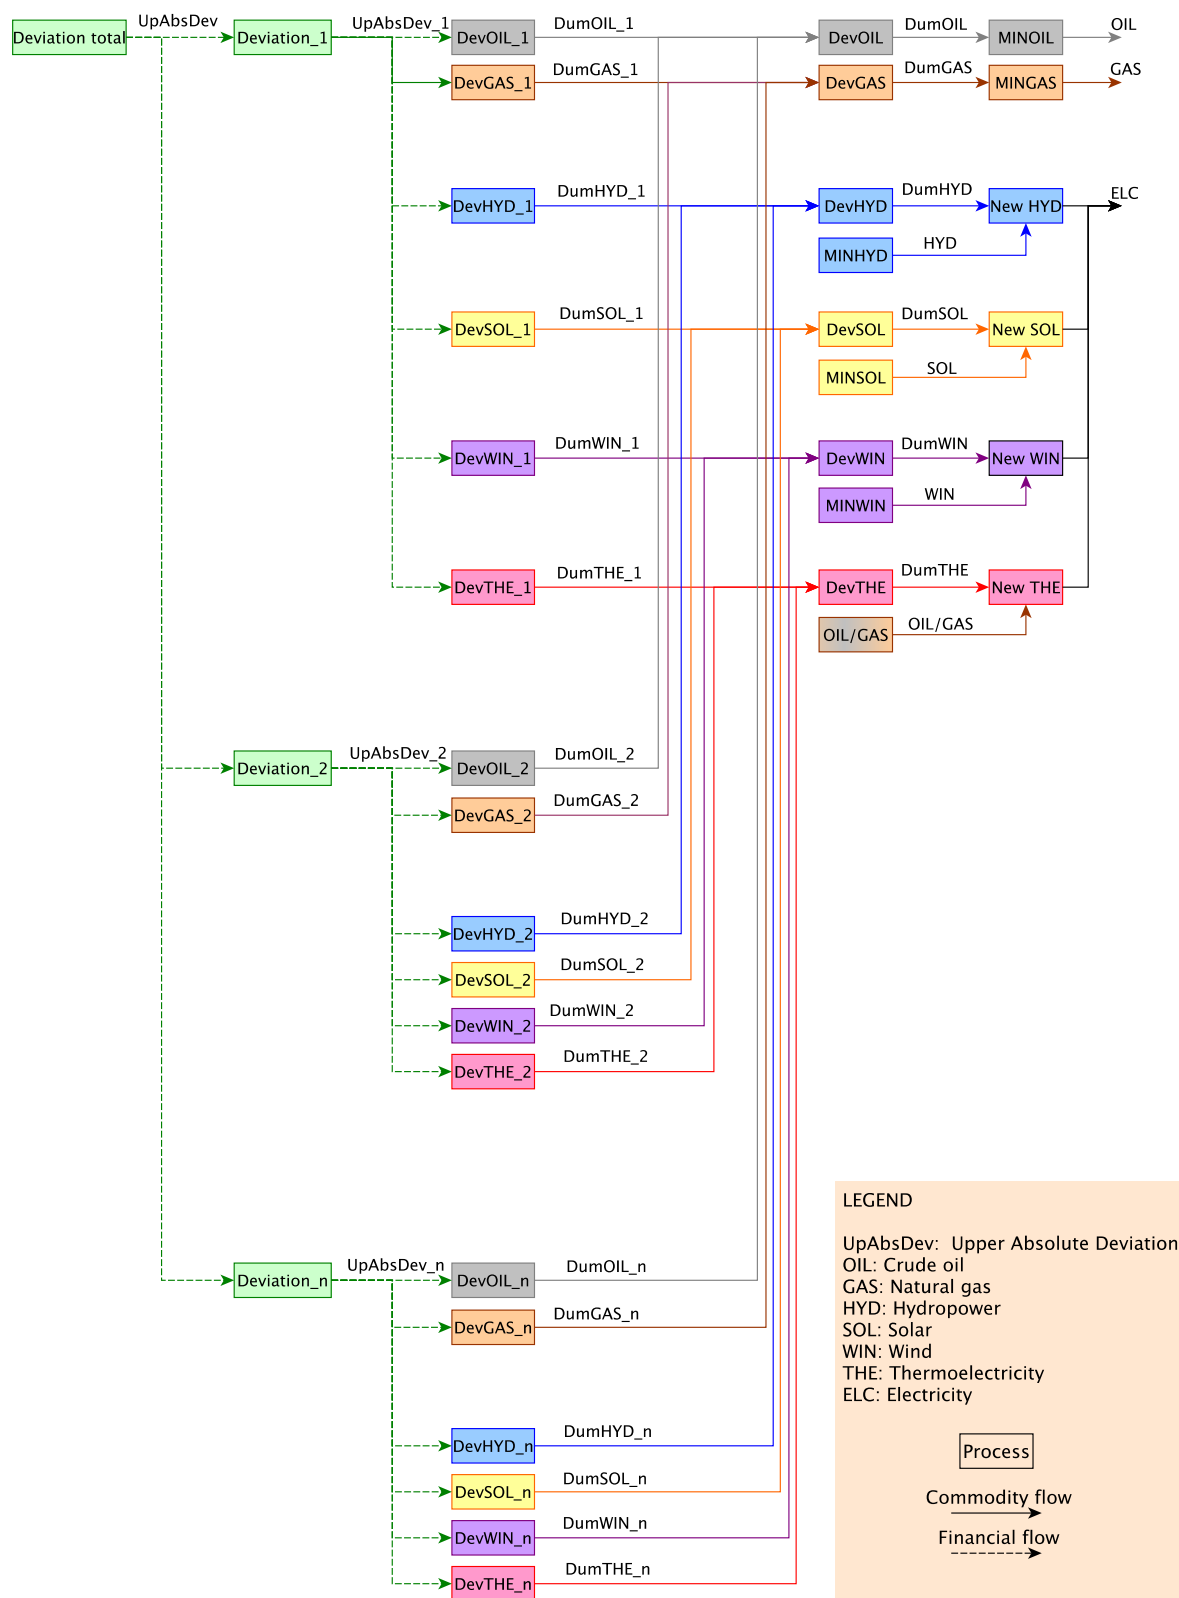 UpAbsDev UpAbsDev_1 DumOIL_1 DumOIL OIL
Deviation total Deviation_1 DevOIL_1 DevOIL MINOIL
DumGAS_1 DumGAS GAS
DevGAS_1 DevGAS MINGAS
DumHYD_1 DumHYD ELC
DevHYD_1 DevHYD New HYD
HYD
MINHYD
DumSOL_1 DumSOL
DevSOL_1 DevSOL New SOL
SOL
MINSOL
DumWIN_1 DumWIN
DevWIN_1 DevWIN New WIN
WIN
MINWIN
DumTHE_1 DumTHE
DevTHE_1 DevTHE New THE
OIL/GAS
OIL/GAS
UpAbsDev_2 DumOIL_2
Deviation_2 DevOIL_2
DumGAS_2
DevGAS_2
DumHYD_2
DevHYD_2
DumSOL_2
DevSOL_2
DumWIN_2
DevWIN_2
DumTHE_2
DevTHE_2
UpAbsDev_n DumOIL_n
Deviation_n DevOIL_n
DumGAS_n
DevGAS_n
DumHYD_n
DevHYD_n
DumSOL_n
DevSOL_n
DumWIN_n
DevWIN_n
DumTHE_n
DevTHE_n
LEGEND
UpAbsDev:  Upper Absolute Deviation
OIL: Crude oil
GAS: Natural gas
HYD: Hydropower
SOL: Solar
WIN: Wind
THE: Thermoelectricity
ELC: Electricity
Process
Commodity flow
Financial flow